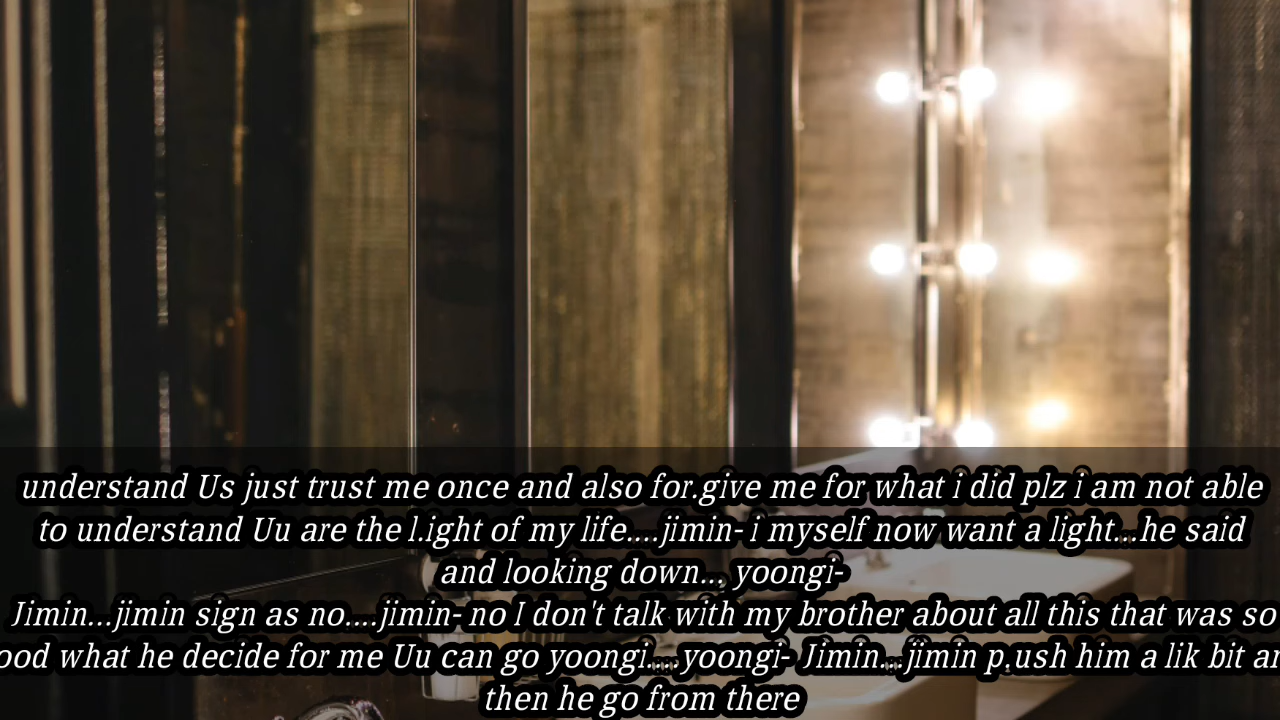 understand Us just trust me once and also for.give me for what i did plz i am not able
to understand Uu are the l.ight of my life....jimin- i myself now want a light...he said
and looking down... yoongi-
Jimin...jimin sign as no....jimin- no I don't talk with my brother about all this that was so
what he decide for me Uu can go yoongi....yoongi- Jimin...jimin p.ush him a lik bit
then he go from there